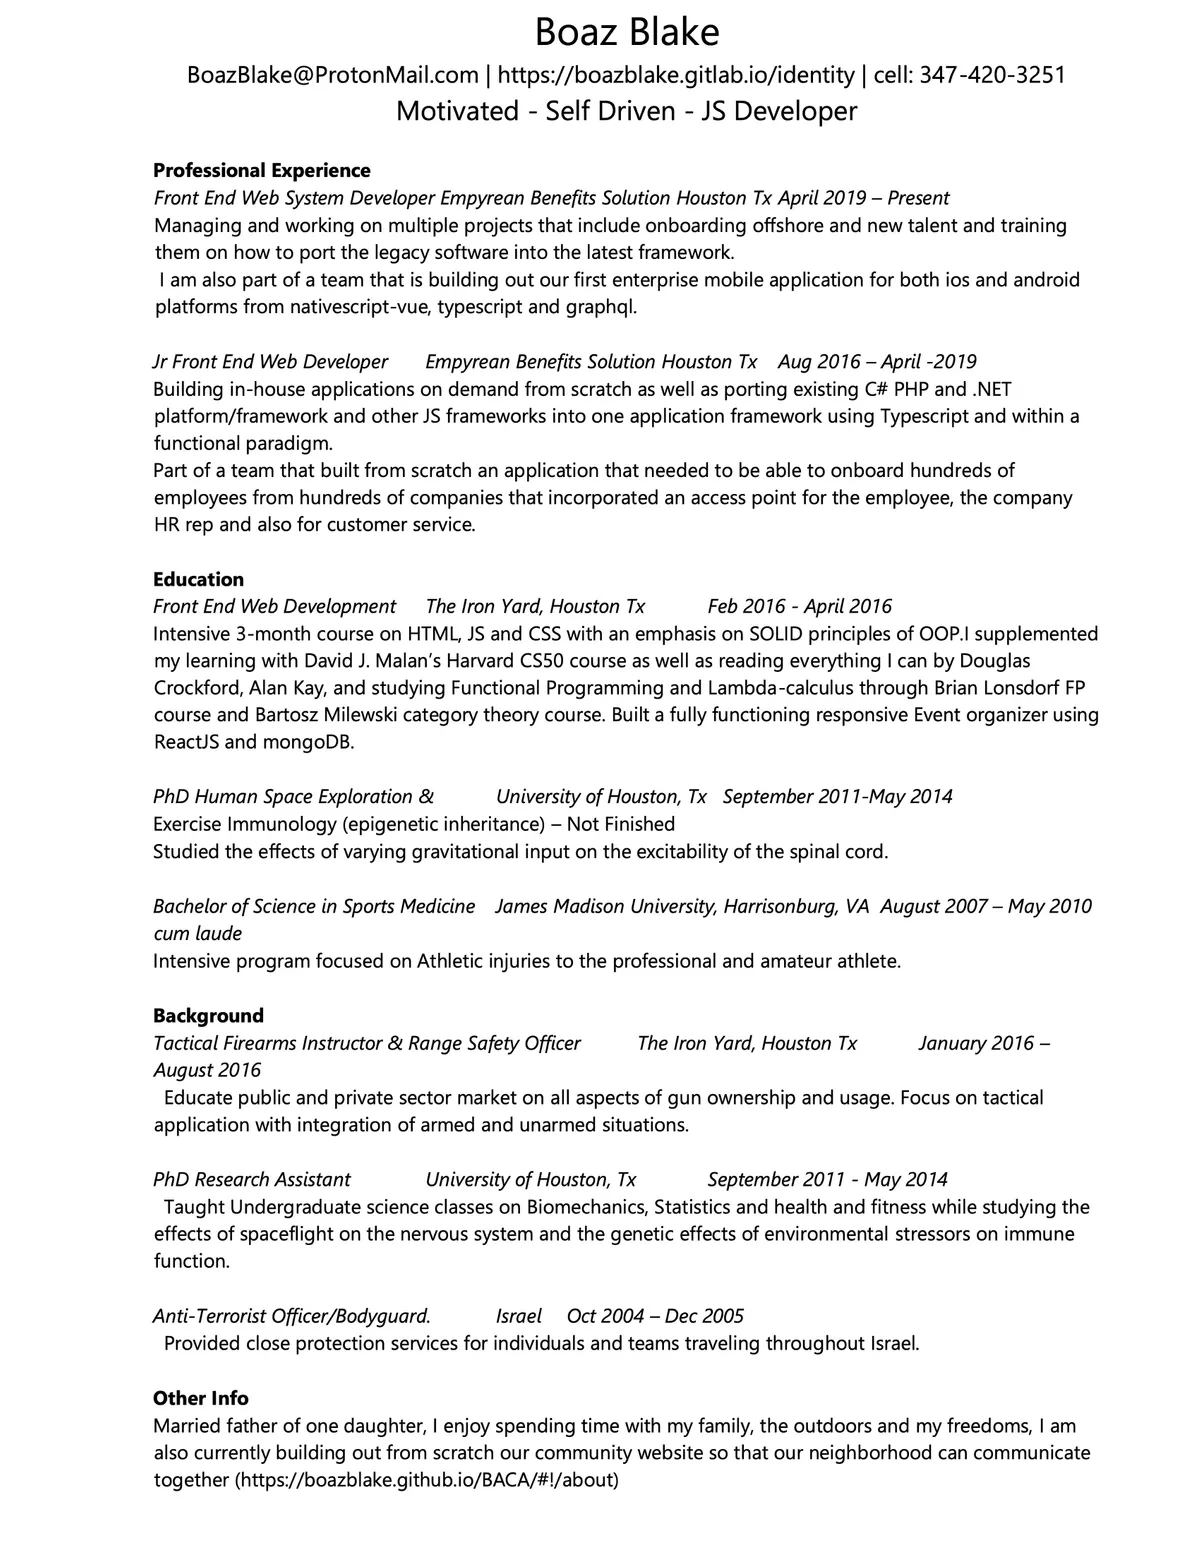 Boaz Blake
BoazBlake@ProtonMail.com | https://boazblake.gitlab.io/identity | cell: 347-420-3251
Motivated - Self Driven - JS Developer
Professional Experience
Front End Web System Developer Empyrean Benefits Solution Houston Tx April 2019 – Present
Managing and working on multiple projects that include onboarding offshore and new talent and training
them on how to port the legacy software into the latest framework.
I am also part of a team that is building out our first enterprise mobile application for both ios and android
platforms from nativescript-vue, typescript and graphql.
Jr Front End Web Developer Empyrean Benefits Solution Houston Tx Aug 2016 – April -2019
Building in-house applications on demand from scratch as well as porting existing C# PHP and .NET
platform/framework and other JS frameworks into one application framework using Typescript and within a
functional paradigm.
Part of a team that built from scratch an application that needed to be able to onboard hundreds of
employees from hundreds of companies that incorporated an access point for the employee, the company
HR rep and also for customer service.
Education
Front End Web Development The Iron Yard, Houston Tx Feb 2016 - April 2016
Intensive 3-month course on HTML, JS and CSS with an emphasis on SOLID principles of OOP.I supplemented
my learning with David J. Malan’s Harvard CS50 course as well as reading everything I can by Douglas
Crockford, Alan Kay, and studying Functional Programming and Lambda-calculus through Brian Lonsdorf FP
course and Bartosz Milewski category theory course. Built a fully functioning responsive Event organizer using
ReactJS and mongoDB.
PhD Human Space Exploration & University of Houston, Tx September 2011-May 2014
Exercise Immunology (epigenetic inheritance) – Not Finished
Studied the effects of varying gravitational input on the excitability of the spinal cord.
Bachelor of Science in Sports Medicine James Madison University, Harrisonburg, VA August 2007 – May 2010
cum laude
Intensive program focused on Athletic injuries to the professional and amateur athlete.
Background
Tactical Firearms Instructor & Range Safety Officer The Iron Yard, Houston Tx January 2016 –
August 2016
Educate public and private sector market on all aspects of gun ownership and usage. Focus on tactical
application with integration of armed and unarmed situations.
PhD Research Assistant University of Houston, Tx September 2011 - May 2014
Taught Undergraduate science classes on Biomechanics, Statistics and health and fitness while studying the
effects of spaceflight on the nervous system and the genetic effects of environmental stressors on immune
function.
Anti-Terrorist Officer/Bodyguard. Israel Oct 2004 – Dec 2005
Provided close protection services for individuals and teams traveling throughout Israel.
Other Info
Married father of one daughter, I enjoy spending time with my family, the outdoors and my freedoms, I am
also currently building out from scratch our community website so that our neighborhood can communicate
together (https://boazblake.github.io/BACA/#!/about)